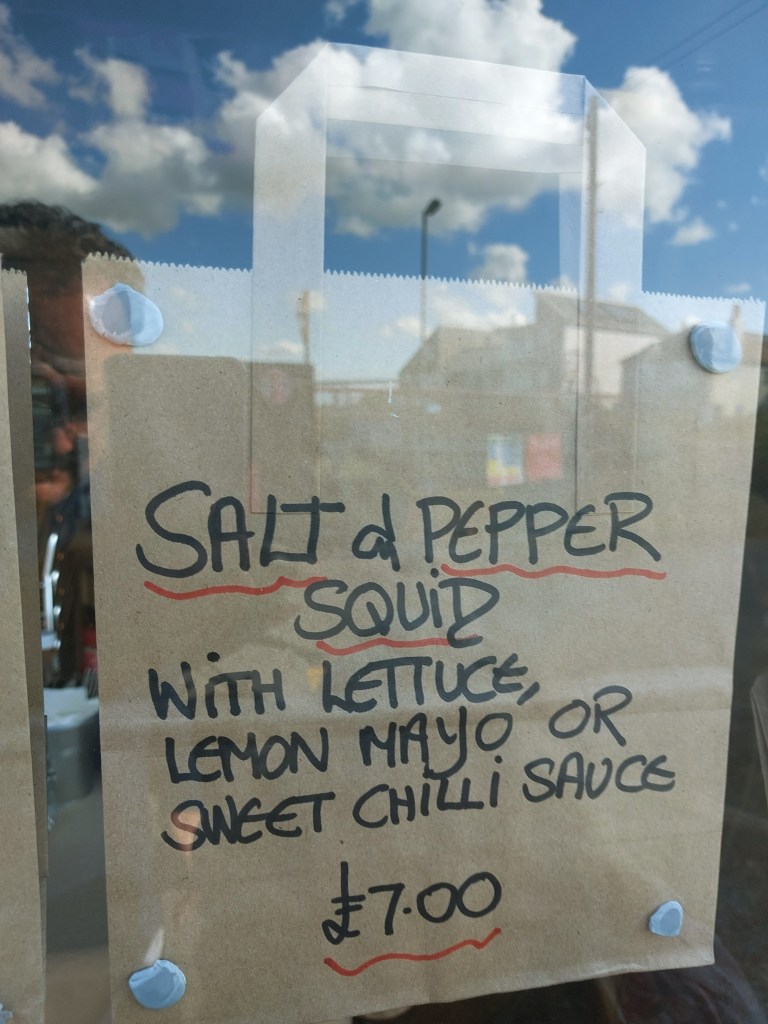 SALT & PEPPER
SQUID
WITH LETTUCE,
LEMON MAYO OR
SWEET CHILLI SAUCE
£7.00